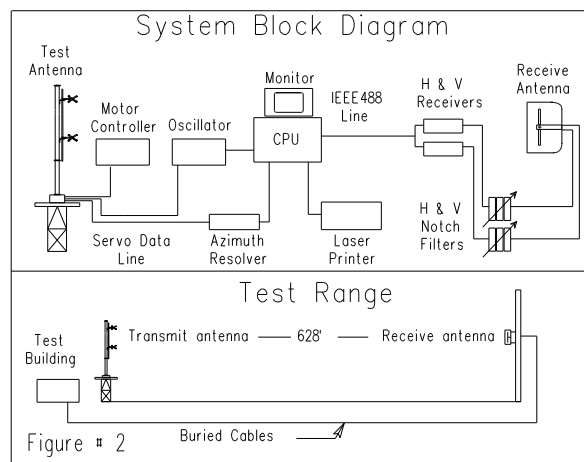 System Block Diagram
Test
Antenna
Motor
Controller
Oscillator
Monitor
CPU
IEEE488
Line
H & V
Receivers
Receive
Antenna
Servo Data
Line
Azimuth
Resolver
Laser
Printer
H & V
Notch
Filters
Test Range
Test
Building
Transmit antenna
628'
Receive antenna
Buried Cables
Figure # 2